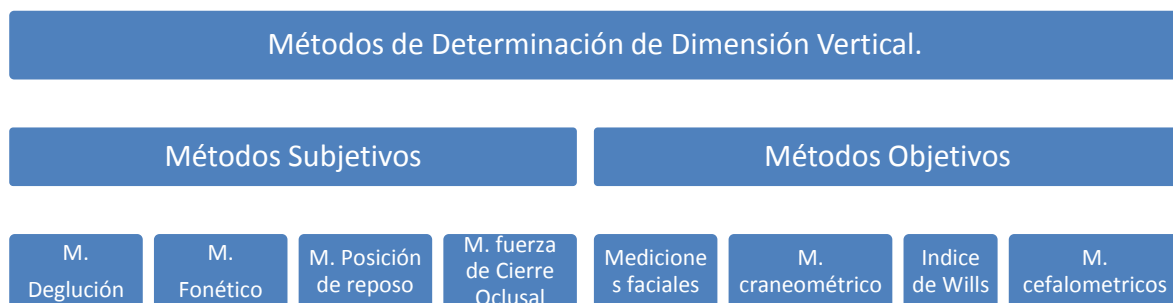 Métodos de Determinación de Dimensión Vertical.
Métodos Subjetivos
Métodos Objetivos
M.
Deglución
M.
Fonético
M. Posición
de reposo
M. fuerza
de Cierre
Oclusal
Medicione
s faciales
M.
craneométrico
Indice
de Wills
M.
cefalometricos